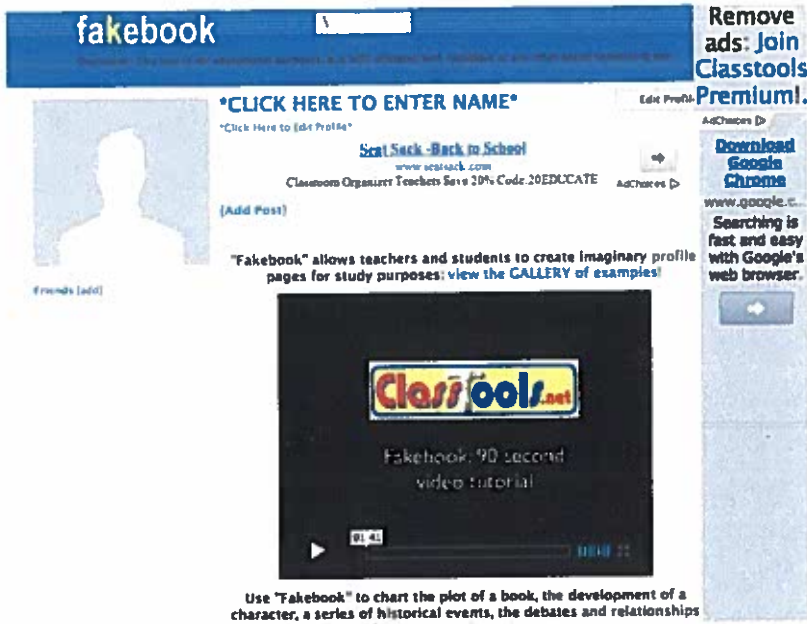 fakebook
\
Remove
ads: Join
Classtools
Premium!.
AdChoices
*CLICK HERE TO ENTER NAME*
Edit Profil
*Click Here to Edit Profile*
Seat Sack -Back to School
www.seatsack.com
Classroom Organizer Teachers Save 20% Code.20EDUCATE
AdChoices
(Add Post)
Download
Google
Chrome
www.google.c...
Searching is
fast and easy
with Google's
web browser.
Friends (add)
"Fakebook" allows teachers and students to create imaginary profile
pages for study purposes: view the GALLERY of examples!
ClassTools.net
Fakebook: 90 second
video tutorial
01:41
Use "Fakebook" to chart the plot of a book, the development of a
character, a series of historical events, the debates and relationships